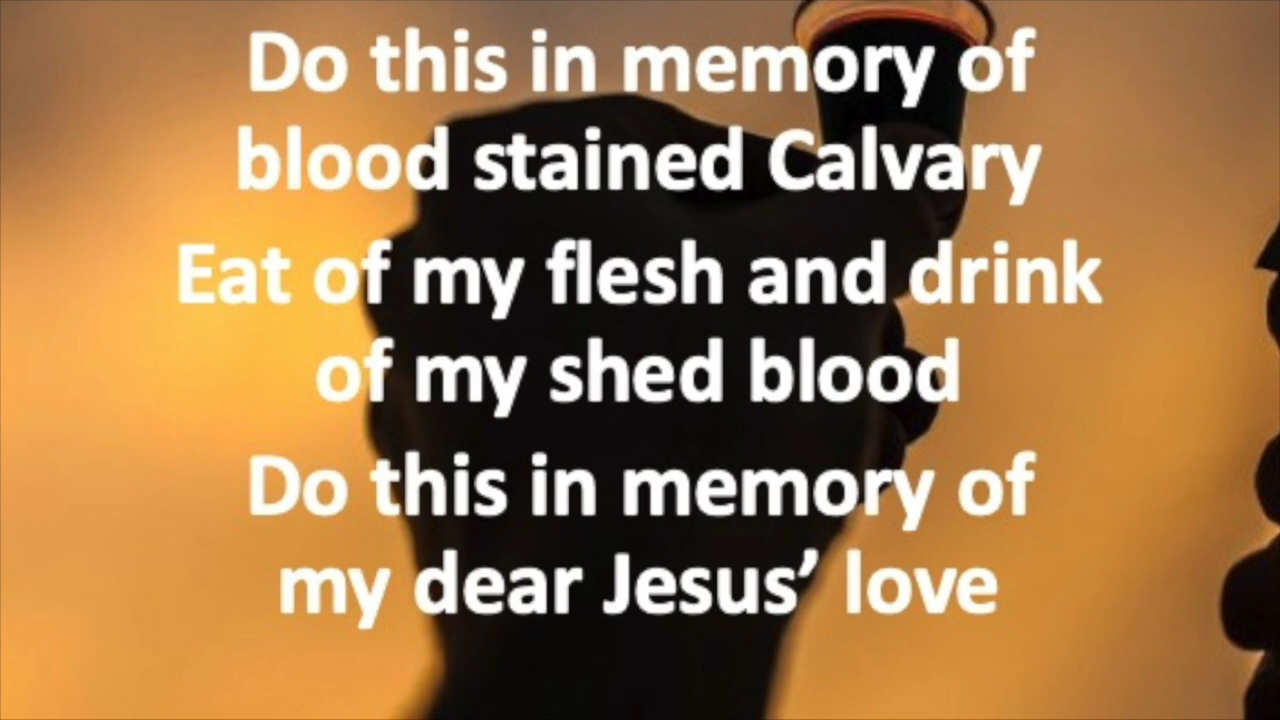 Do this in memory of
blood stained Calvary
Eat of my flesh and drink
of my shed blood
Do this in memory of
my dear Jesus’ love